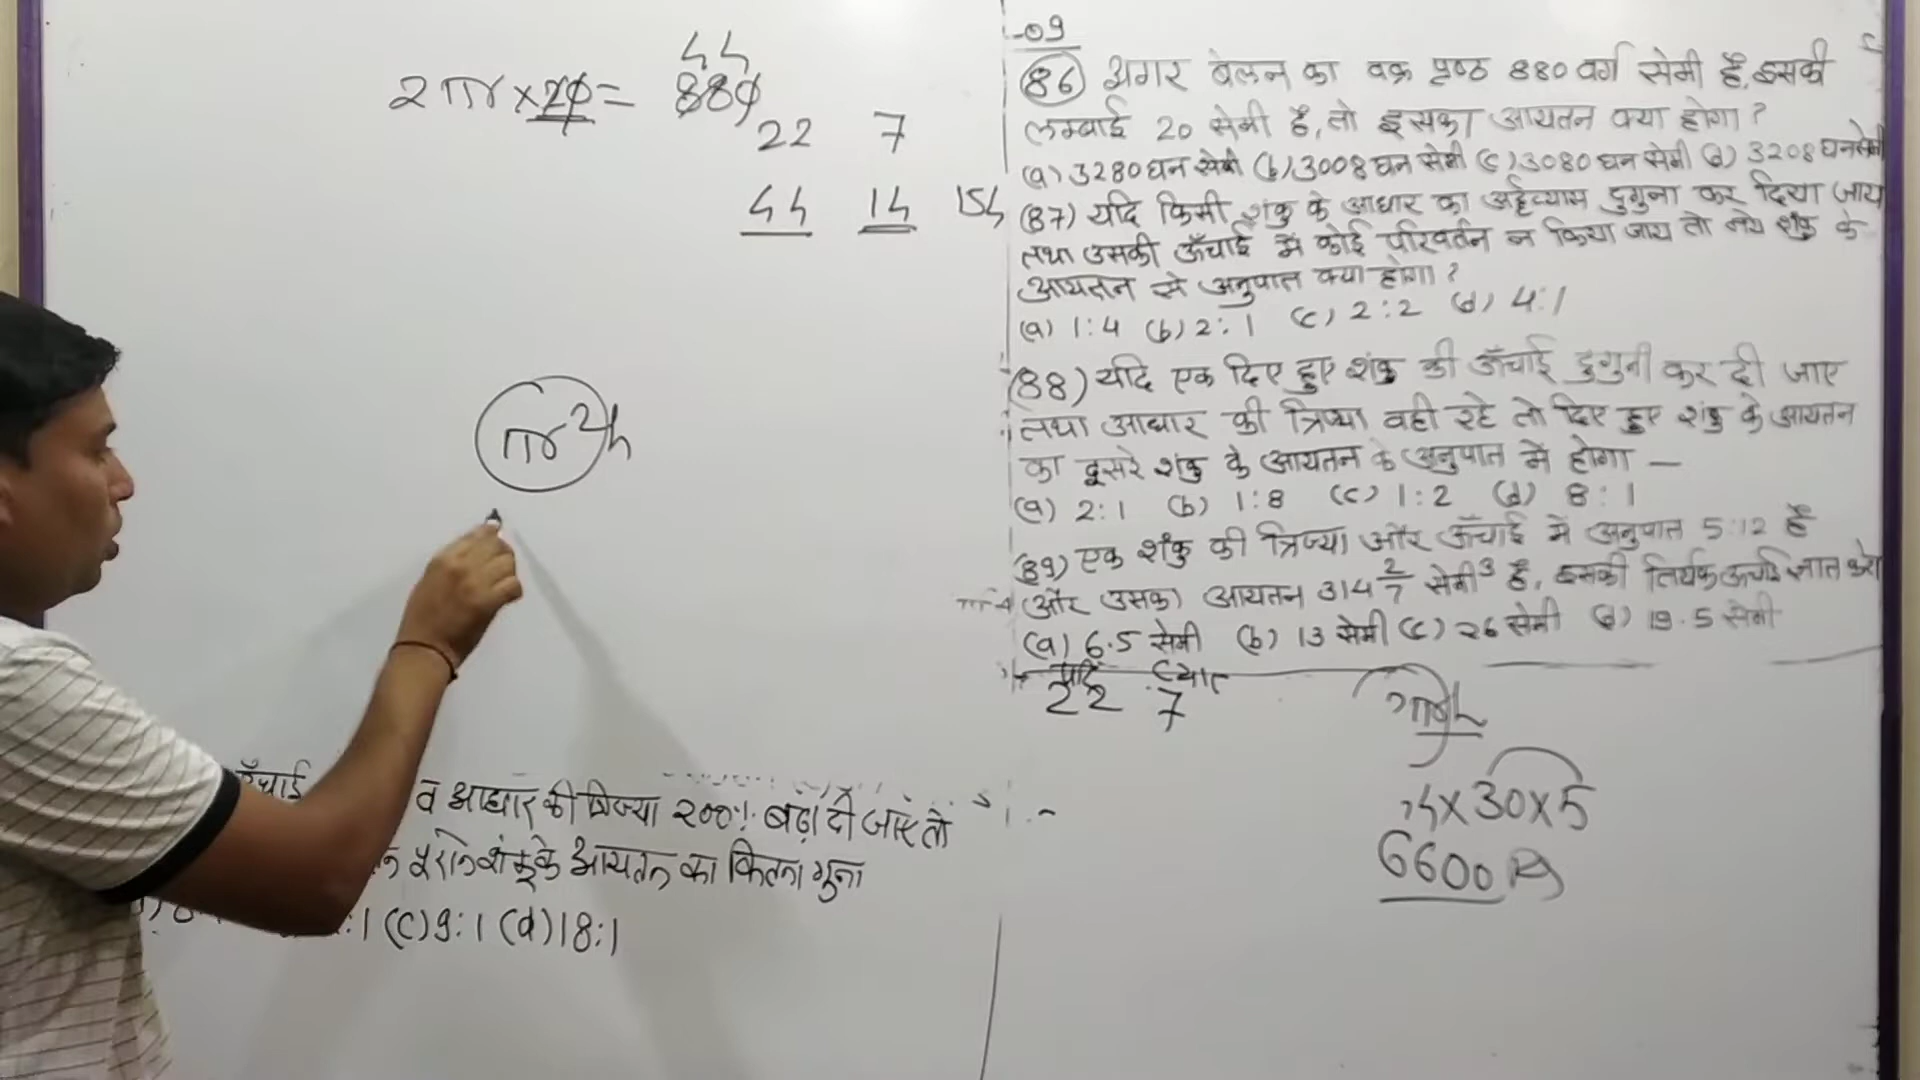 44
2πr×20= 880
22 7
44 14 154
πr²h
-09
(86) अगर बेलन का वक्र पृष्ठ 880 वर्ग सेमी है, इसकी
लम्बाई 20 सेमी है, तो इसका आयतन क्या होगा?
(a) 3280 घन सेमी (b) 3008 घन सेमी (c) 3080 घन सेमी (d) 3208 घन सेमी
(87) यदि किसी शंकु के आधार का अर्द्धव्यास दुगुना कर दिया जाय
तथा उसकी ऊँचाई में कोई परिवर्तन न किया जाय तो नये शंकु के
आयतन से अनुपात क्या होगा?
(a) 1:4 (b) 2:1 (c) 2:2 (d) 4:1
(88) यदि एक दिए हुए शंकु की ऊँचाई दुगुनी कर दी जाए
तथा आधार की त्रिज्या वही रहे तो दिए हुए शंकु के आयतन
का दूसरे शंकु के आयतन के अनुपात में होगा —
(a) 2:1 (b) 1:8 (c) 1:2 (d) 8:1
(89) एक शंकु की त्रिज्या और ऊँचाई में अनुपात 5:12 है
और उसका आयतन 314 2/7 सेमी³ है, इसकी तिर्यक ऊँचाई ज्ञात करो
(a) 6.5 सेमी (b) 13 सेमी (c) 26 सेमी (d) 19.5 सेमी
22 7
×30×5
6600
व आधार की त्रिज्या 200% बढ़ा दी जाए तो
के आयतन का कितना गुना
:1 (c) 9:1 (d) 18:1